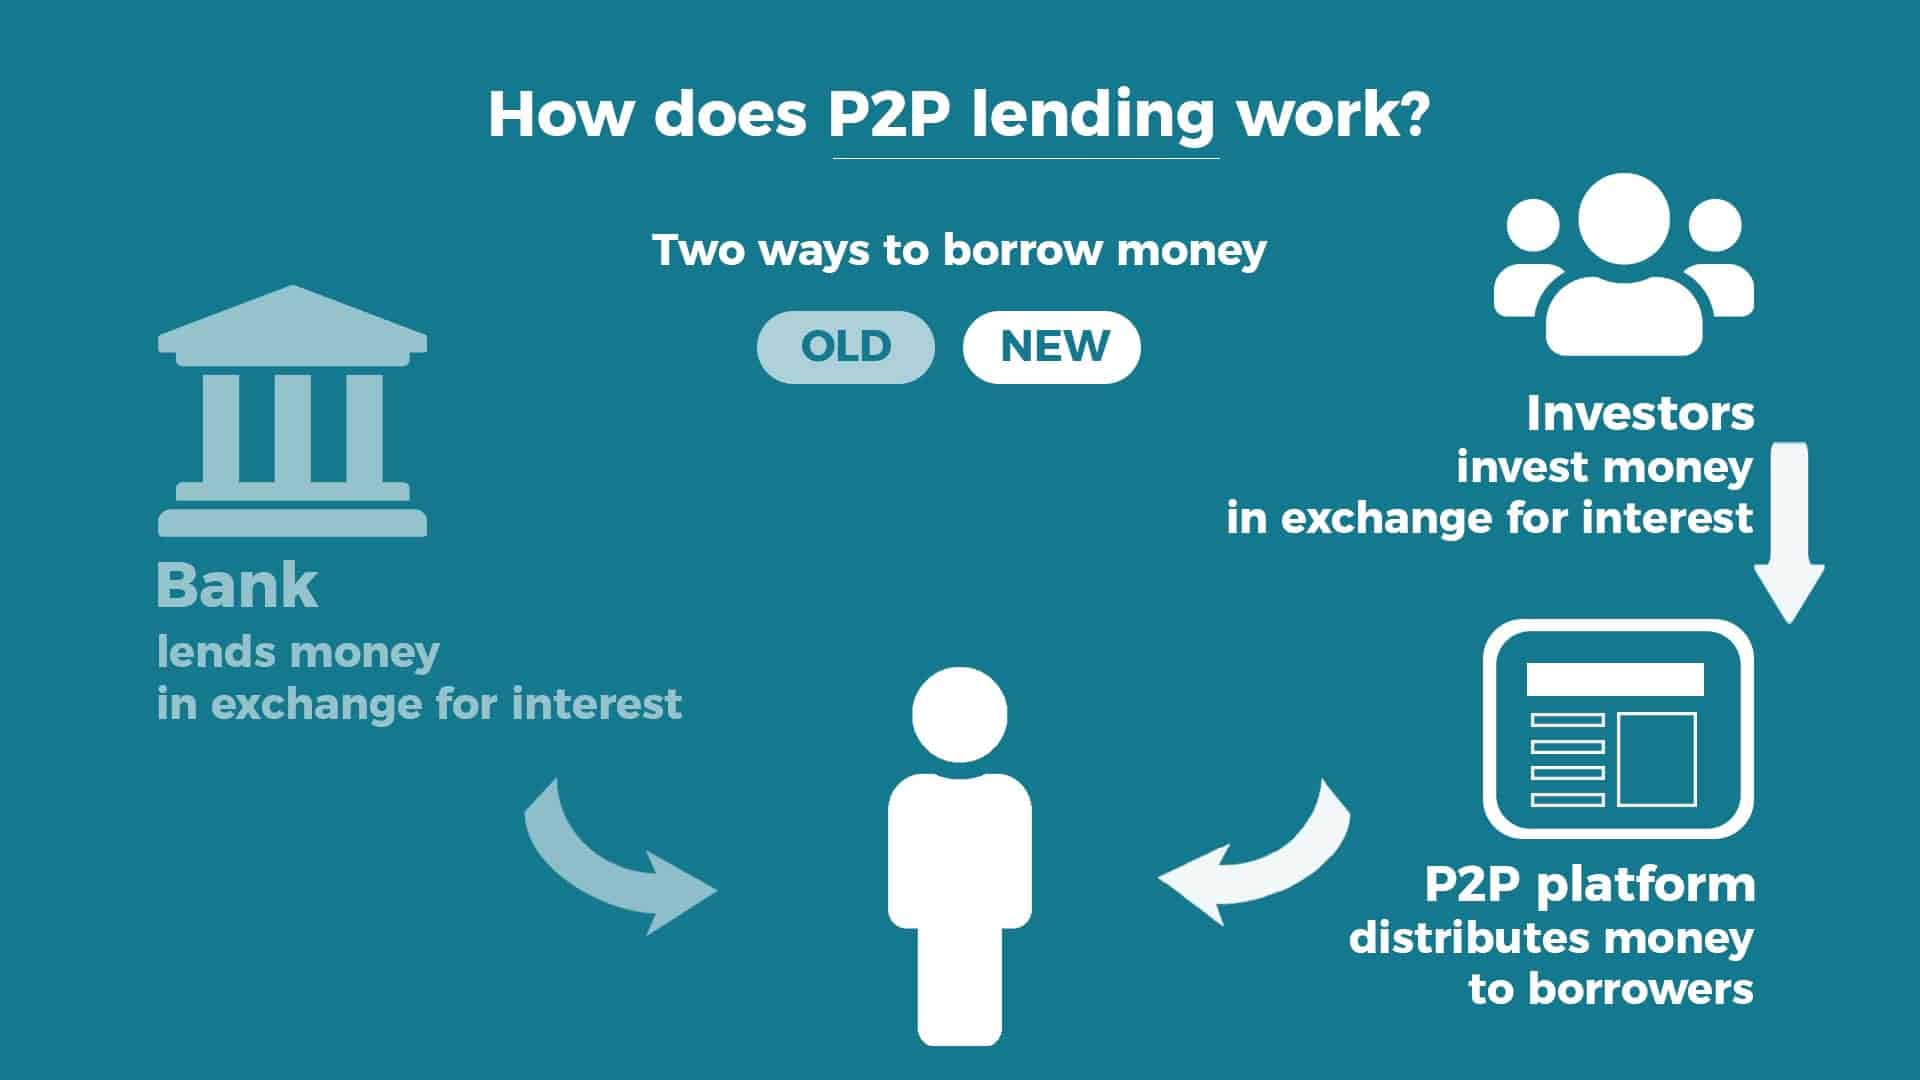 How does P2P lending work?
Two ways to borrow money
OLD
NEW
Bank
lends money
in exchange for interest
Investors
invest money
in exchange for interest
P2P platform
distributes money
to borrowers